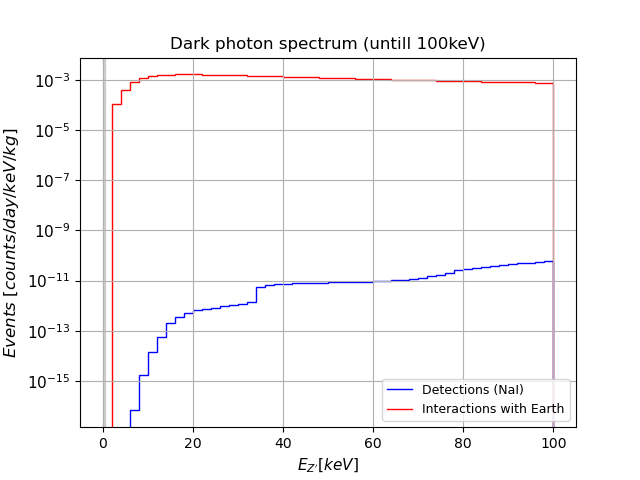 Dark photon spectrum (untill 100keV)
Events [counts/day/keV/kg]
10⁻³
10⁻⁵
10⁻⁷
10⁻⁹
10⁻¹¹
10⁻¹³
10⁻¹⁵
Detections (NaI)
Interactions with Earth
0 20 40 60 80 100
E_{Z'}[keV]